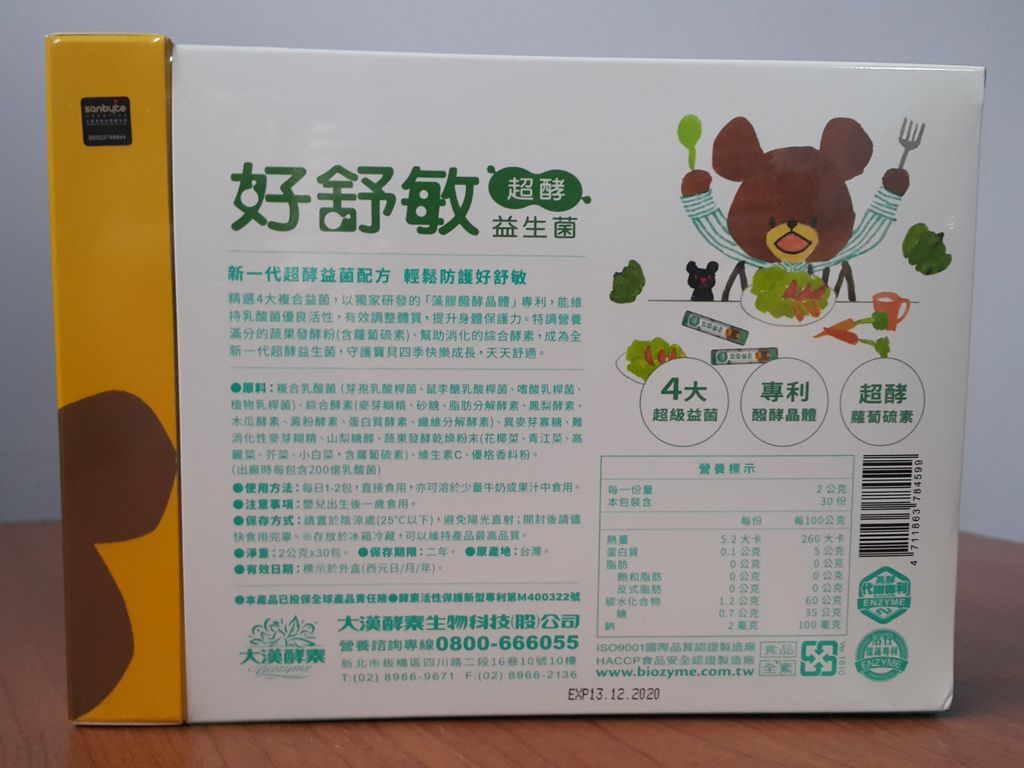 sanbyte
好舒敏
超酵
益生菌
新一代超酵益菌配方 輕鬆防護好舒敏
精選4大複合益菌，以獨家研發的「藻膠醱酵晶體」專利，能維
持乳酸菌優良活性，有效調整體質，提升身體保護力。特調營養
滿分的蔬果發酵粉(含蘿蔔硫素)、幫助消化的綜合酵素，成為全
新一代超酵益生菌，守護寶貝四季快樂成長，天天舒適。
●原料：複合乳酸菌 (芽孢乳酸桿菌、鼠李醣乳酸桿菌、嗜酸乳桿菌、
植物乳桿菌)、綜合酵素(麥芽糊精、砂糖、脂肪分解酵素、鳳梨酵素、
木瓜酵素、澱粉酵素、蛋白質酵素、纖維分解酵素)、異麥芽寡糖、難
消化性麥芽糊精、山梨糖醇、蔬果發酵乾燥粉末(花椰菜、青江菜、高
麗菜、芥菜、小白菜，含蘿蔔硫素)、維生素C、優格香料粉。
(出廠時每包含200億乳酸菌)
●使用方法：每日1-2包，直接食用，亦可溶於少量牛奶或果汁中食用。
●注意事項：嬰兒出生後一歲食用。
●保存方式：請置於陰涼處(25℃以下)，避免陽光直射；開封後請儘
快食用完畢。※存放於冰箱冷藏，可以維持產品最高品質。
●淨重：2公克x30包。 ●保存期限：二年。 ●原產地：台灣。
●有效日期：標示於外盒(西元日/月/年)。
●本產品已投保全球產品責任險●酵素活性保護新型專利第M400322號
大漢酵素
Biozyme
大漢酵素生物科技(股)公司
營養諮詢專線0800-666055
新北市板橋區四川路二段16巷10號10樓
T:(02) 8966-9671 F:(02) 8966-2136
4大
超級益菌
專利
醱酵晶體
超酵
蘿蔔硫素
營養標示
每一份量 2 公克
本包裝含 30 份
每份 每100公克
熱量 5.2 大卡 260 大卡
蛋白質 0.1 公克 5 公克
脂肪 0 公克 0 公克
飽和脂肪 0 公克 0 公克
反式脂肪 0 公克 0 公克
碳水化合物 1.2 公克 60 公克
糖 0.7 公克 35 公克
鈉 2 毫克 100 毫克
4 711863 784599
ISO9001國際品質認證製造廠
HACCP食品安全認證製造廠
www.biozyme.com.tw
食品
全素
代謝專利
ENZYME
ENZYME
EXP13.12.2020